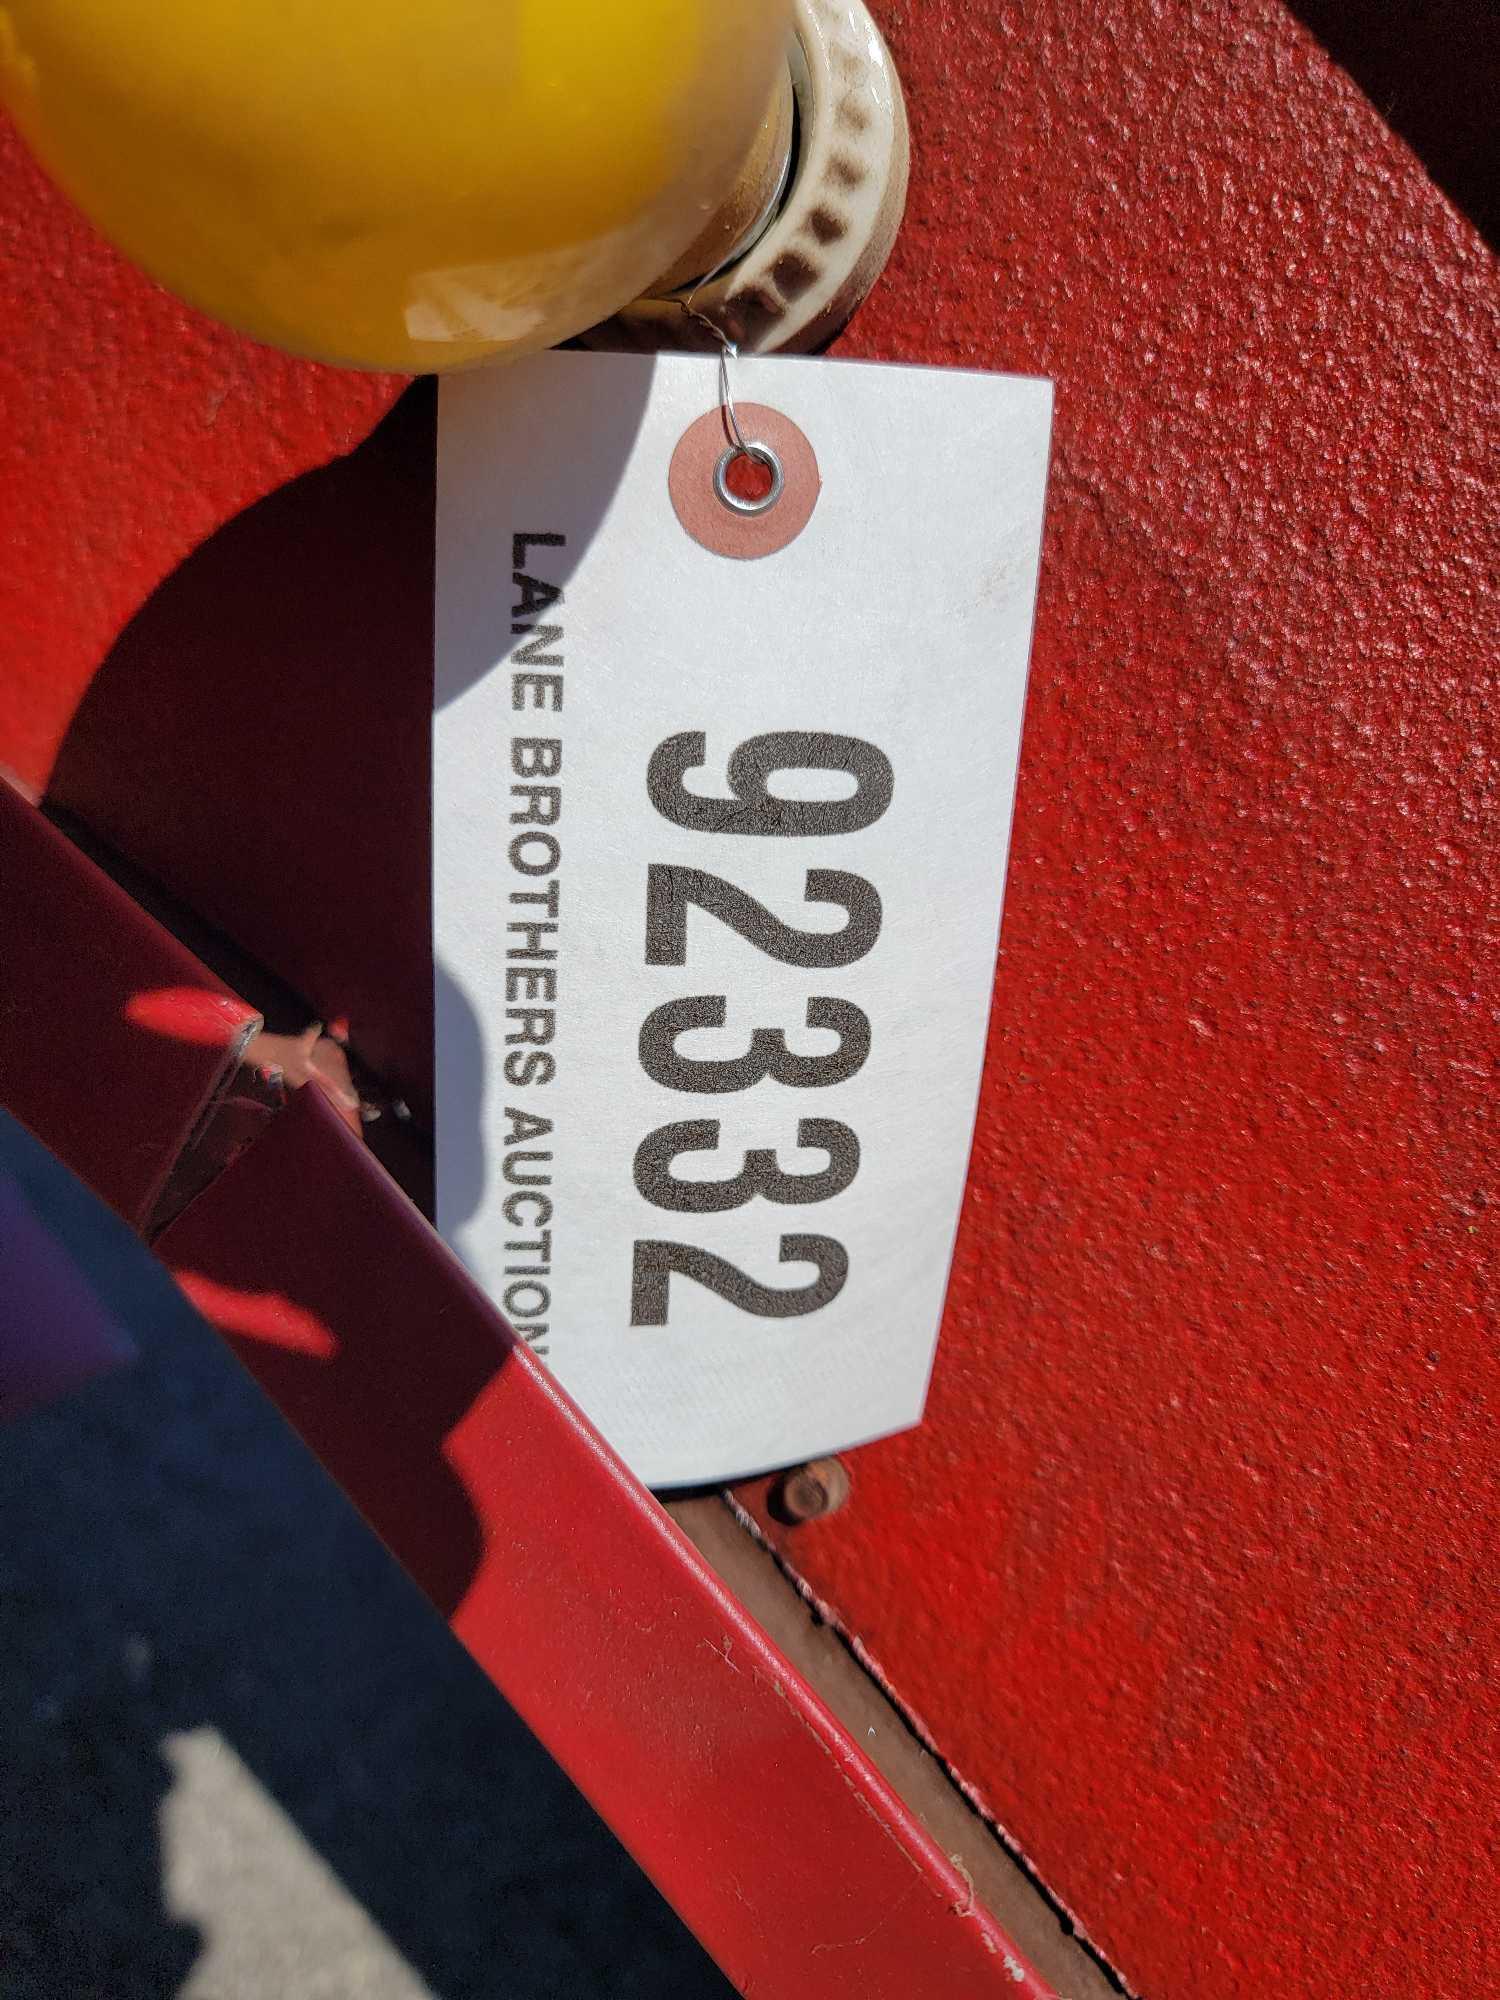 92332
LANE BROTHERS AUCTION